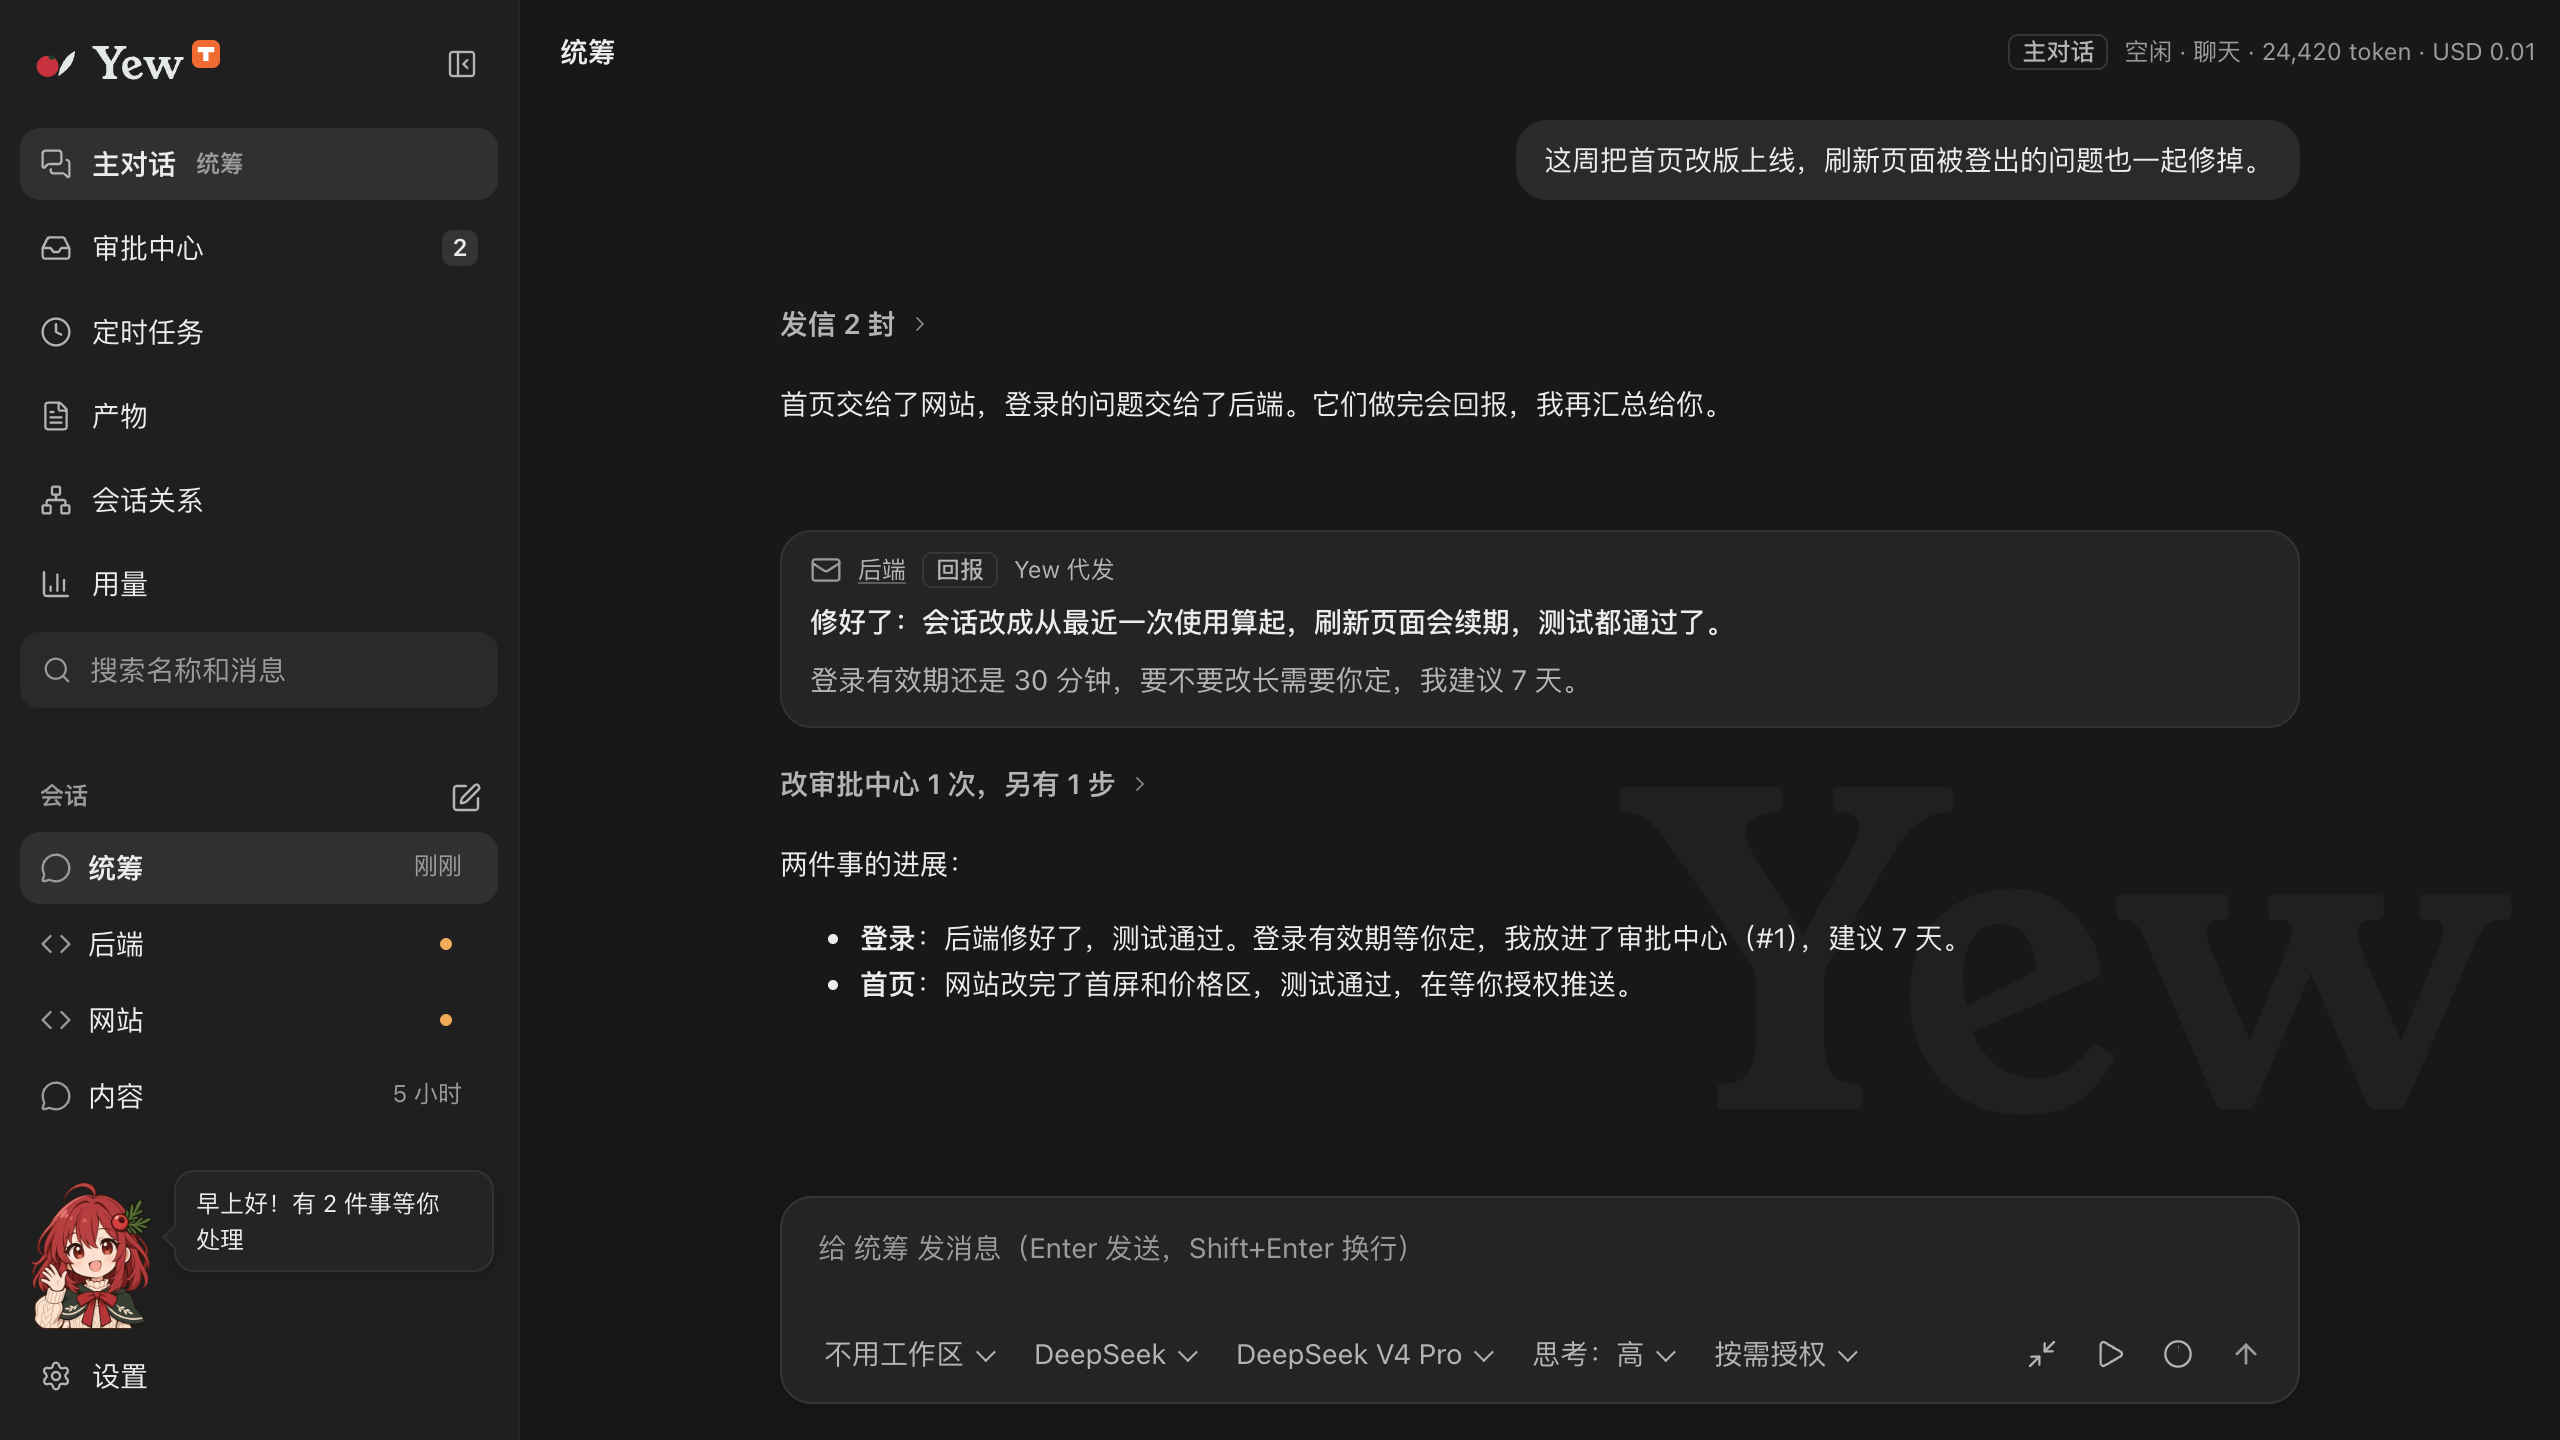 Yew T
主对话 统筹
审批中心 2
定时任务
产物
会话关系
用量
搜索名称和消息
会话
统筹 刚刚
后端
网站
内容 5 小时
早上好！有 2 件事等你
处理
设置
统筹
主对话 空闲 · 聊天 · 24,420 token · USD 0.01
这周把首页改版上线，刷新页面被登出的问题也一起修掉。
发信 2 封
首页交给了网站，登录的问题交给了后端。它们做完会回报，我再汇总给你。
后端 回报 Yew 代发
修好了：会话改成从最近一次使用算起，刷新页面会续期，测试都通过了。
登录有效期还是 30 分钟，要不要改长需要你定，我建议 7 天。
改审批中心 1 次，另有 1 步
两件事的进展：
• 登录：后端修好了，测试通过。登录有效期等你定，我放进了审批中心（#1），建议 7 天。
• 首页：网站改完了首屏和价格区，测试通过，在等你授权推送。
Yew
给 统筹 发消息（Enter 发送，Shift+Enter 换行）
不用工作区 DeepSeek DeepSeek V4 Pro 思考：高 按需授权